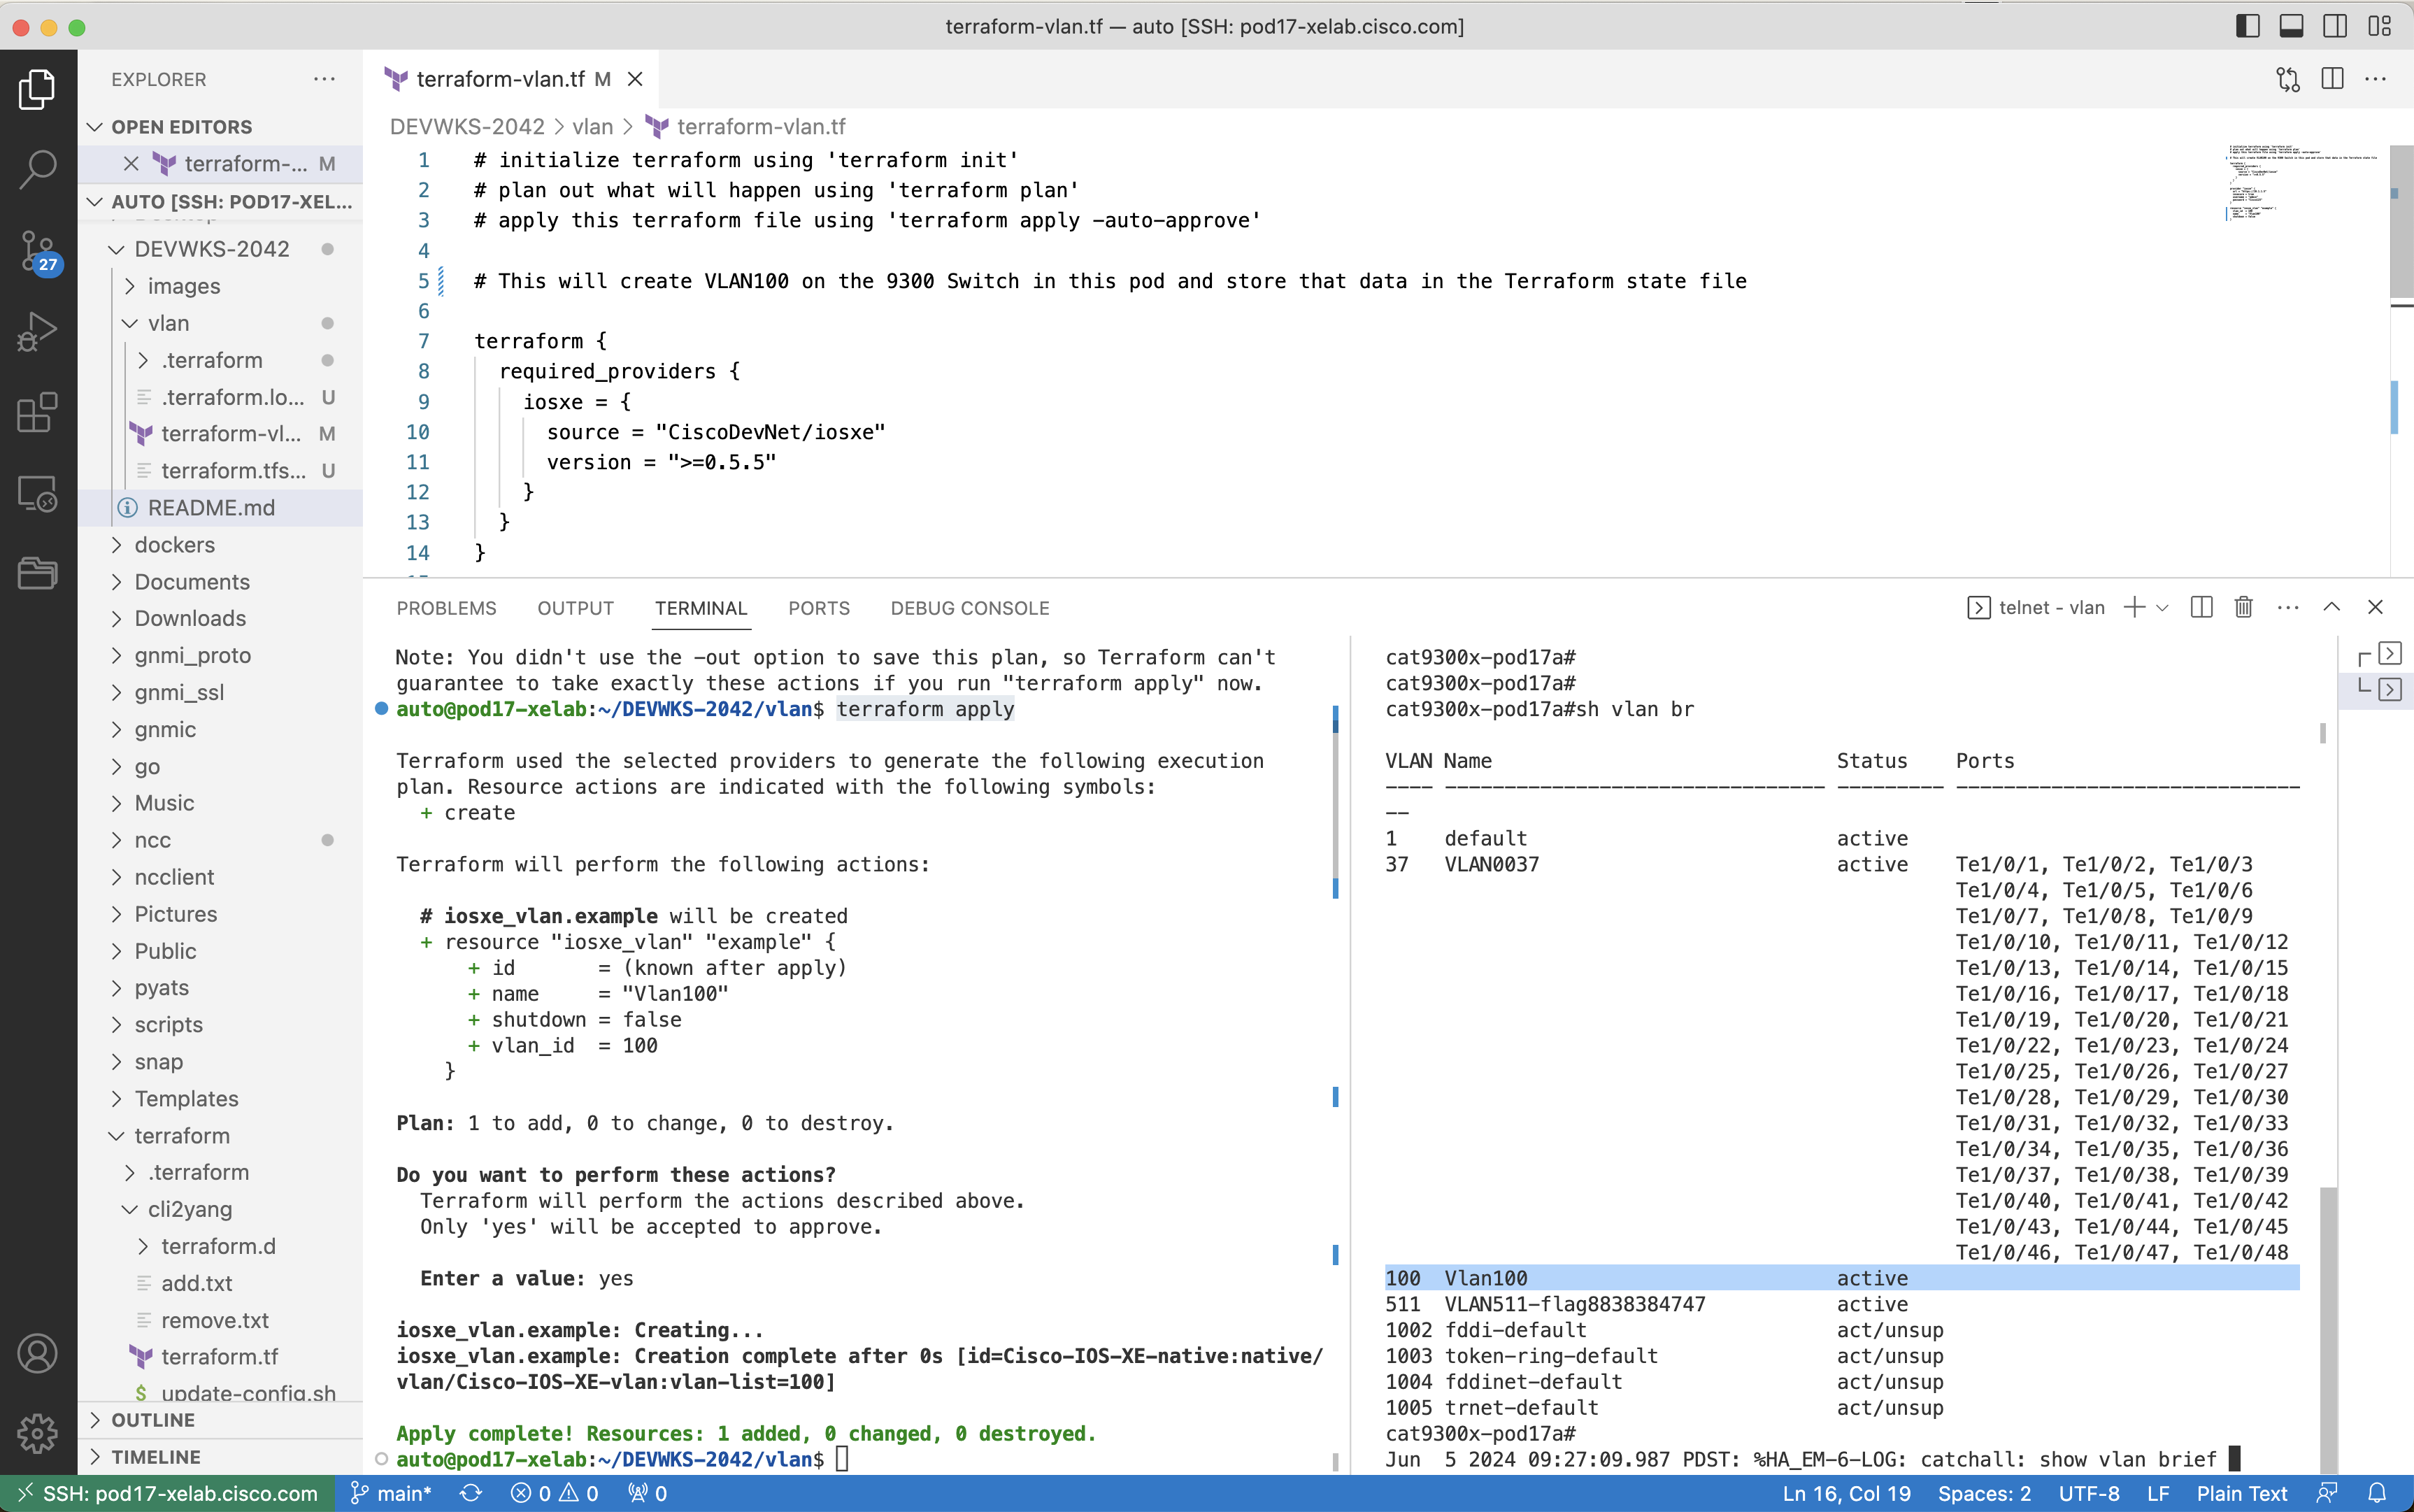 terraform-vlan.tf — auto [SSH: pod17-xelab.cisco.com]
EXPLORER
OPEN EDITORS
terraform-... M
AUTO [SSH: POD17-XEL...
DEVWKS-2042
images
vlan
.terraform
.terraform.lo... U
terraform-vl... M
terraform.tfs... U
README.md
dockers
Documents
Downloads
gnmi_proto
gnmi_ssl
gnmic
go
Music
ncc
ncclient
Pictures
Public
pyats
scripts
snap
Templates
terraform
.terraform
cli2yang
terraform.d
add.txt
remove.txt
terraform.tf
$ update-config.sh
OUTLINE
TIMELINE
27
terraform-vlan.tf M
DEVWKS-2042 > vlan > terraform-vlan.tf
1 # initialize terraform using 'terraform init'
2 # plan out what will happen using 'terraform plan'
3 # apply this terraform file using 'terraform apply -auto-approve'
4
5 # This will create VLAN100 on the 9300 Switch in this pod and store that data in the Terraform state file
6
7 terraform {
8 required_providers {
9 iosxe = {
10 source = "CiscoDevNet/iosxe"
11 version = ">=0.5.5"
12 }
13 }
14 }
PROBLEMS OUTPUT TERMINAL PORTS DEBUG CONSOLE
telnet - vlan
Note: You didn't use the -out option to save this plan, so Terraform can't
guarantee to take exactly these actions if you run "terraform apply" now.
auto@pod17-xelab:~/DEVWKS-2042/vlan$ terraform apply
Terraform used the selected providers to generate the following execution
plan. Resource actions are indicated with the following symbols:
+ create
Terraform will perform the following actions:
# iosxe_vlan.example will be created
+ resource "iosxe_vlan" "example" {
+ id = (known after apply)
+ name = "Vlan100"
+ shutdown = false
+ vlan_id = 100
}
Plan: 1 to add, 0 to change, 0 to destroy.
Do you want to perform these actions?
Terraform will perform the actions described above.
Only 'yes' will be accepted to approve.
Enter a value: yes
iosxe_vlan.example: Creating...
iosxe_vlan.example: Creation complete after 0s [id=Cisco-IOS-XE-native:native/
vlan/Cisco-IOS-XE-vlan:vlan-list=100]
Apply complete! Resources: 1 added, 0 changed, 0 destroyed.
auto@pod17-xelab:~/DEVWKS-2042/vlan$
cat9300x-pod17a#
cat9300x-pod17a#
cat9300x-pod17a#sh vlan br
VLAN Name Status Ports
---- -------------------------------- --------- -----------------------------
--
1 default active
37 VLAN0037 active Te1/0/1, Te1/0/2, Te1/0/3
Te1/0/4, Te1/0/5, Te1/0/6
Te1/0/7, Te1/0/8, Te1/0/9
Te1/0/10, Te1/0/11, Te1/0/12
Te1/0/13, Te1/0/14, Te1/0/15
Te1/0/16, Te1/0/17, Te1/0/18
Te1/0/19, Te1/0/20, Te1/0/21
Te1/0/22, Te1/0/23, Te1/0/24
Te1/0/25, Te1/0/26, Te1/0/27
Te1/0/28, Te1/0/29, Te1/0/30
Te1/0/31, Te1/0/32, Te1/0/33
Te1/0/34, Te1/0/35, Te1/0/36
Te1/0/37, Te1/0/38, Te1/0/39
Te1/0/40, Te1/0/41, Te1/0/42
Te1/0/43, Te1/0/44, Te1/0/45
Te1/0/46, Te1/0/47, Te1/0/48
100 Vlan100 active
511 VLAN511-flag8838384747 active
1002 fddi-default act/unsup
1003 token-ring-default act/unsup
1004 fddinet-default act/unsup
1005 trnet-default act/unsup
cat9300x-pod17a#
Jun 5 2024 09:27:09.987 PDST: %HA_EM-6-LOG: catchall: show vlan brief
SSH: pod17-xelab.cisco.com main* 0 0 0 Ln 16, Col 19 Spaces: 2 UTF-8 LF Plain Text